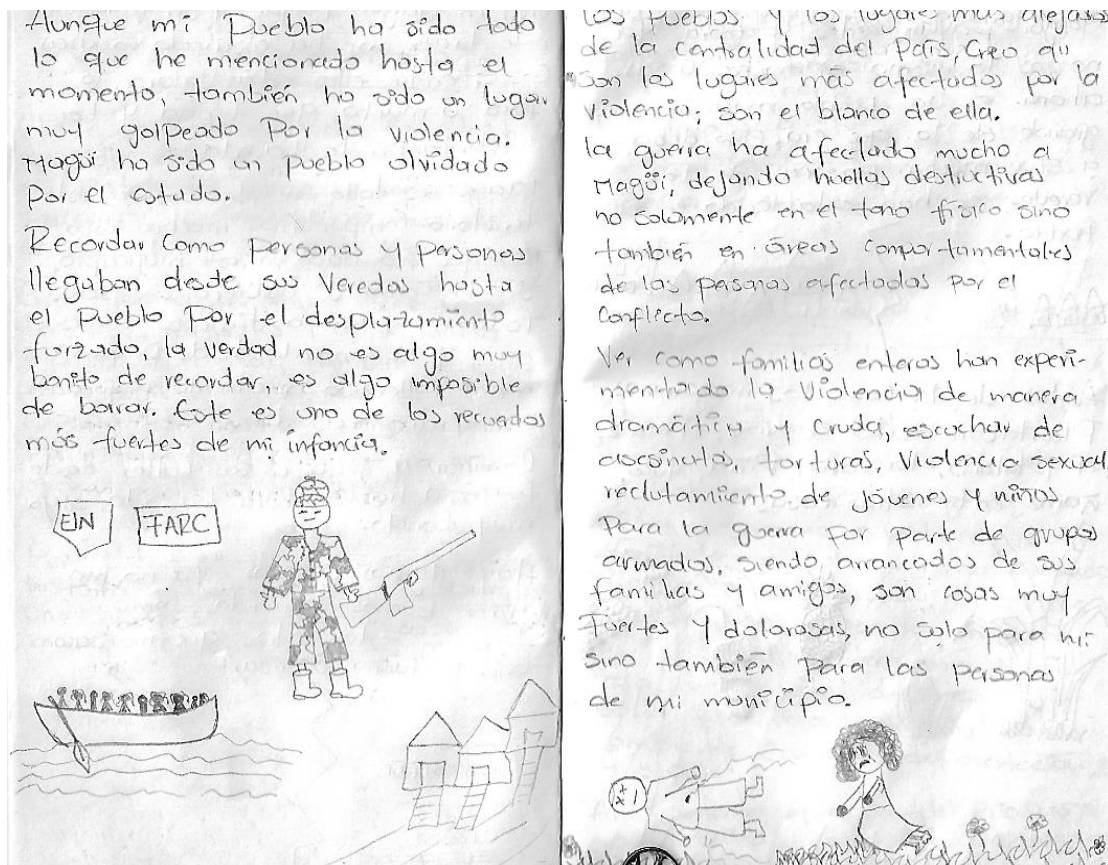 Aunque mi Pueblo ha sido todo
lo que he mencionado hasta el
momento, también ha sido un lugar
muy golpeado Por la violencia.
Magüi ha sido un pueblo olvidado
Por el estado.
Recordar Como personas y personas
llegaban desde sus Veredas hasta
el Pueblo Por el desplazamiento
forzado, la verdad no es algo muy
bonito de recordar, es algo imposible
de borrar. Este es uno de los recuerdos
más fuertes de mi infancia.
ElN
FARC
Los Pueblos y los lugares más alejados
de la centralidad del País, Creo
son los lugares más afectados por la
violencia; son el blanco de ella.
la guerra ha afectado mucho a
Magüi, dejando huellas destructivas
no solamente en el tono físico sino
también en áreas comportamentales
de las pesonas afectadas por el
Conflicto.
Ver como familias enteras han experi-
mentado la Violencia de manera
dramática y Cruda, escuchar de
asesinatos, torturas, Violencia sexual,
reclutamiento de jóvenes y niños
Para la guerra por parte de grupos
armados, siendo arrancados de sus
familias y amigos, son cosas muy
Fuertes y dolorosas, no solo para mi
sino también para las personas
de mi municipio.